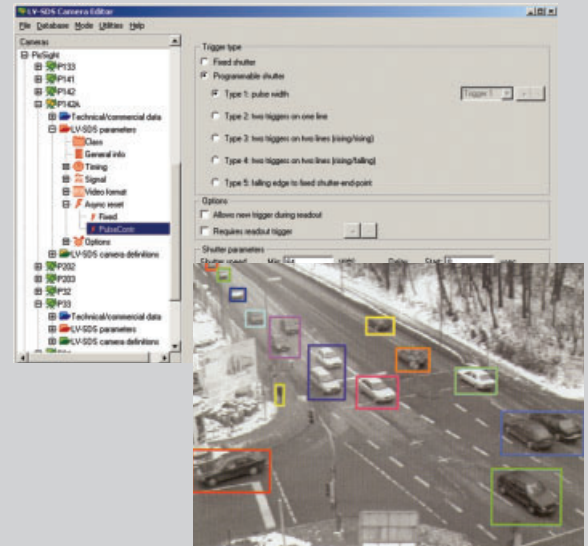 LV-SDS Camera Editor
File Database Mode Utilities Help
Cameras
PicSight
P133
P141
P142
P142A
Technical/commercial data
LV-SDS parameters
Class
General info
Timing
Signal
Video format
Async reset
Fixed
PulseContr
Options
LV-SDS camera definitions
P202
P203
P32
P33
Technical/commercial data
LV-SDS parameters
LV-SDS camera definitions
Trigger type
Fixed shutter
Programmable shutter
Type 1: pulse width
Trigger 1
Type 2: two triggers on one line
Type 3: two triggers on two lines (rising/rising)
Type 4: two triggers on two lines (rising/falling)
Type 5: falling edge to fixed shutter-end-point
Options
Allows new trigger during readout
Requires readout trigger
Shutter parameters